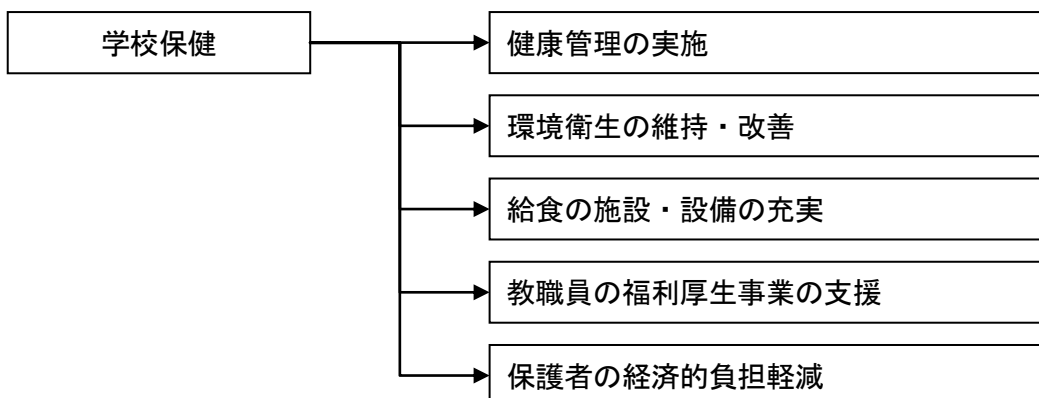 学校保健
健康管理の実施
環境衛生の維持・改善
給食の施設・設備の充実
教職員の福利厚生事業の支援
保護者の経済的負担軽減